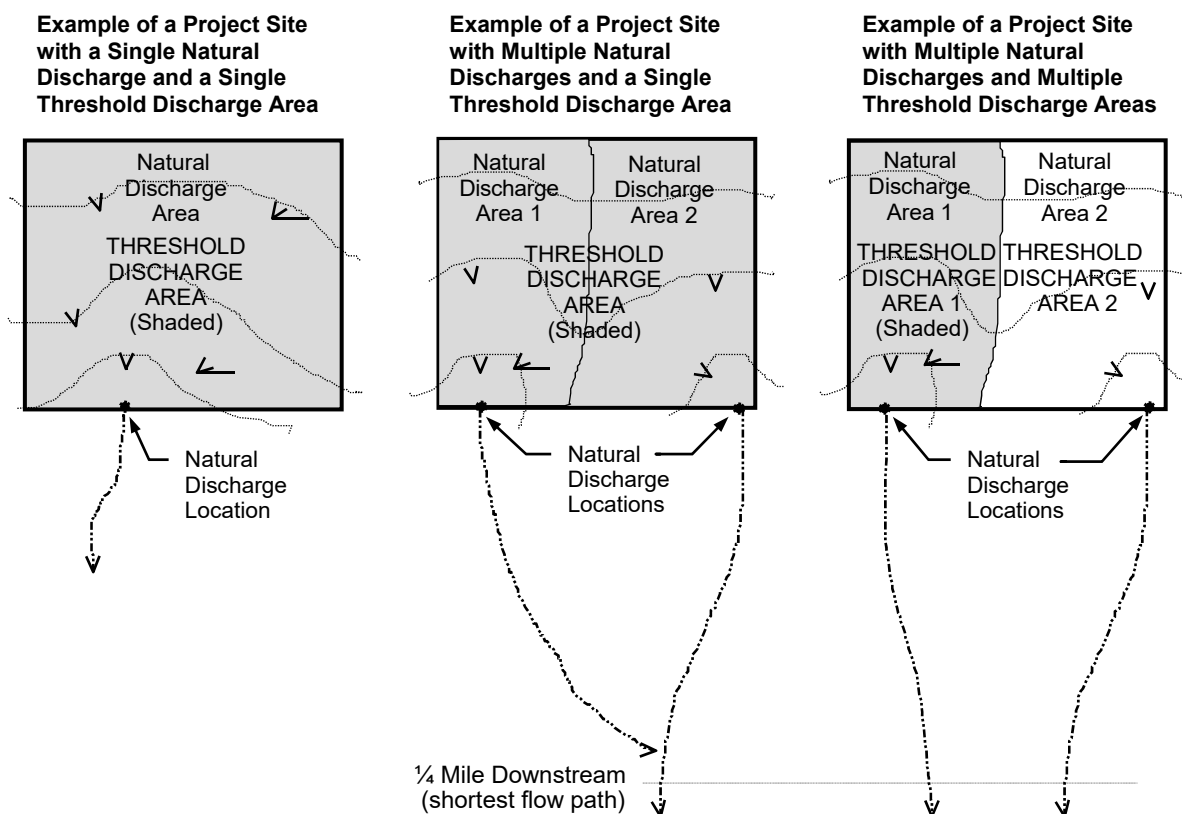 Example of a Project Site
with a Single Natural
Discharge and a Single
Threshold Discharge Area
Natural
Discharge
Area
THRESHOLD
DISCHARGE
AREA
(Shaded)
Natural
Discharge
Location
Example of a Project Site
with Multiple Natural
Discharges and a Single
Threshold Discharge Area
Natural
Discharge
Area 1
Natural
Discharge
Area 2
THRESHOLD
DISCHARGE
AREA
(Shaded)
Natural
Discharge
Locations
¼ Mile Downstream
(shortest flow path)
Example of a Project Site
with Multiple Natural
Discharges and Multiple
Threshold Discharge Areas
Natural
Discharge
Area 1
THRESHOLD
DISCHARGE
AREA 1
(Shaded)
Natural
Discharge
Area 2
THRESHOLD
DISCHARGE
AREA 2
Natural
Discharge
Locations